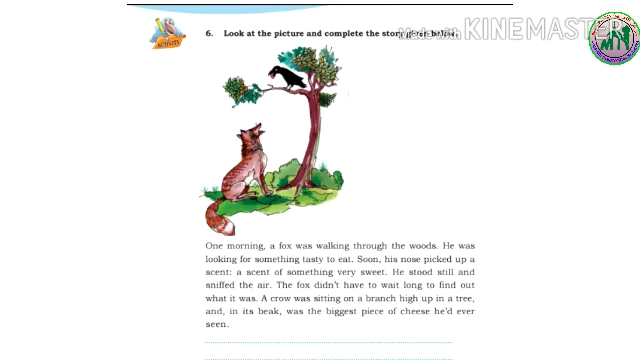 ACTIVITY
6. Look at the picture and complete the story given below.
Made with KINEMASTER
One morning, a fox was walking through the woods. He was
looking for something tasty to eat. Soon, his nose picked up a
scent: a scent of something very sweet. He stood still and
sniffed the air. The fox didn't have to wait long to find out
what it was. A crow was sitting on a branch high up in a tree,
and, in its beak, was the biggest piece of cheese he'd ever
seen.